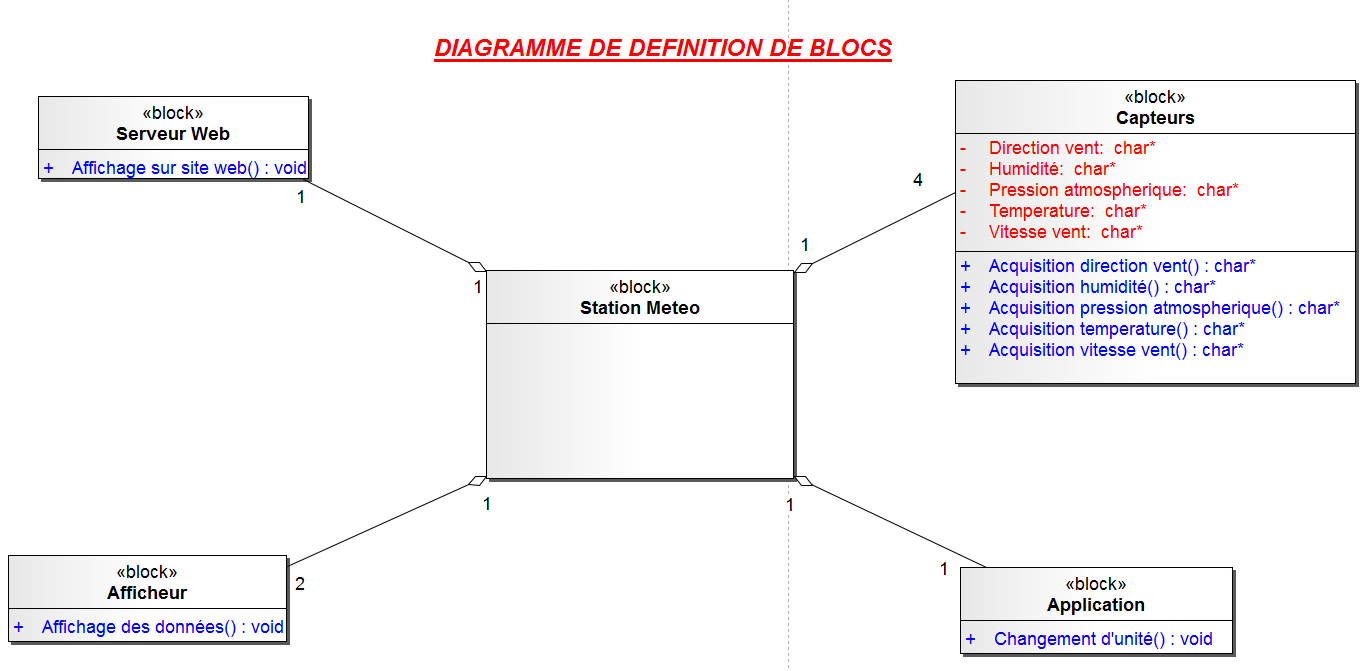 DIAGRAMME DE DEFINITION DE BLOCS
«block»
Serveur Web
+ Affichage sur site web() : void
1
1
«block»
Capteurs
- Direction vent: char*
- Humidité: char*
- Pression atmospherique: char*
- Temperature: char*
- Vitesse vent: char*
+ Acquisition direction vent() : char*
+ Acquisition humidité() : char*
+ Acquisition pression atmospherique() : char*
+ Acquisition temperature() : char*
+ Acquisition vitesse vent() : char*
4
1
«block»
Station Meteo
1
1
«block»
Afficheur
+ Affichage des données() : void
2
1
«block»
Application
+ Changement d'unité() : void